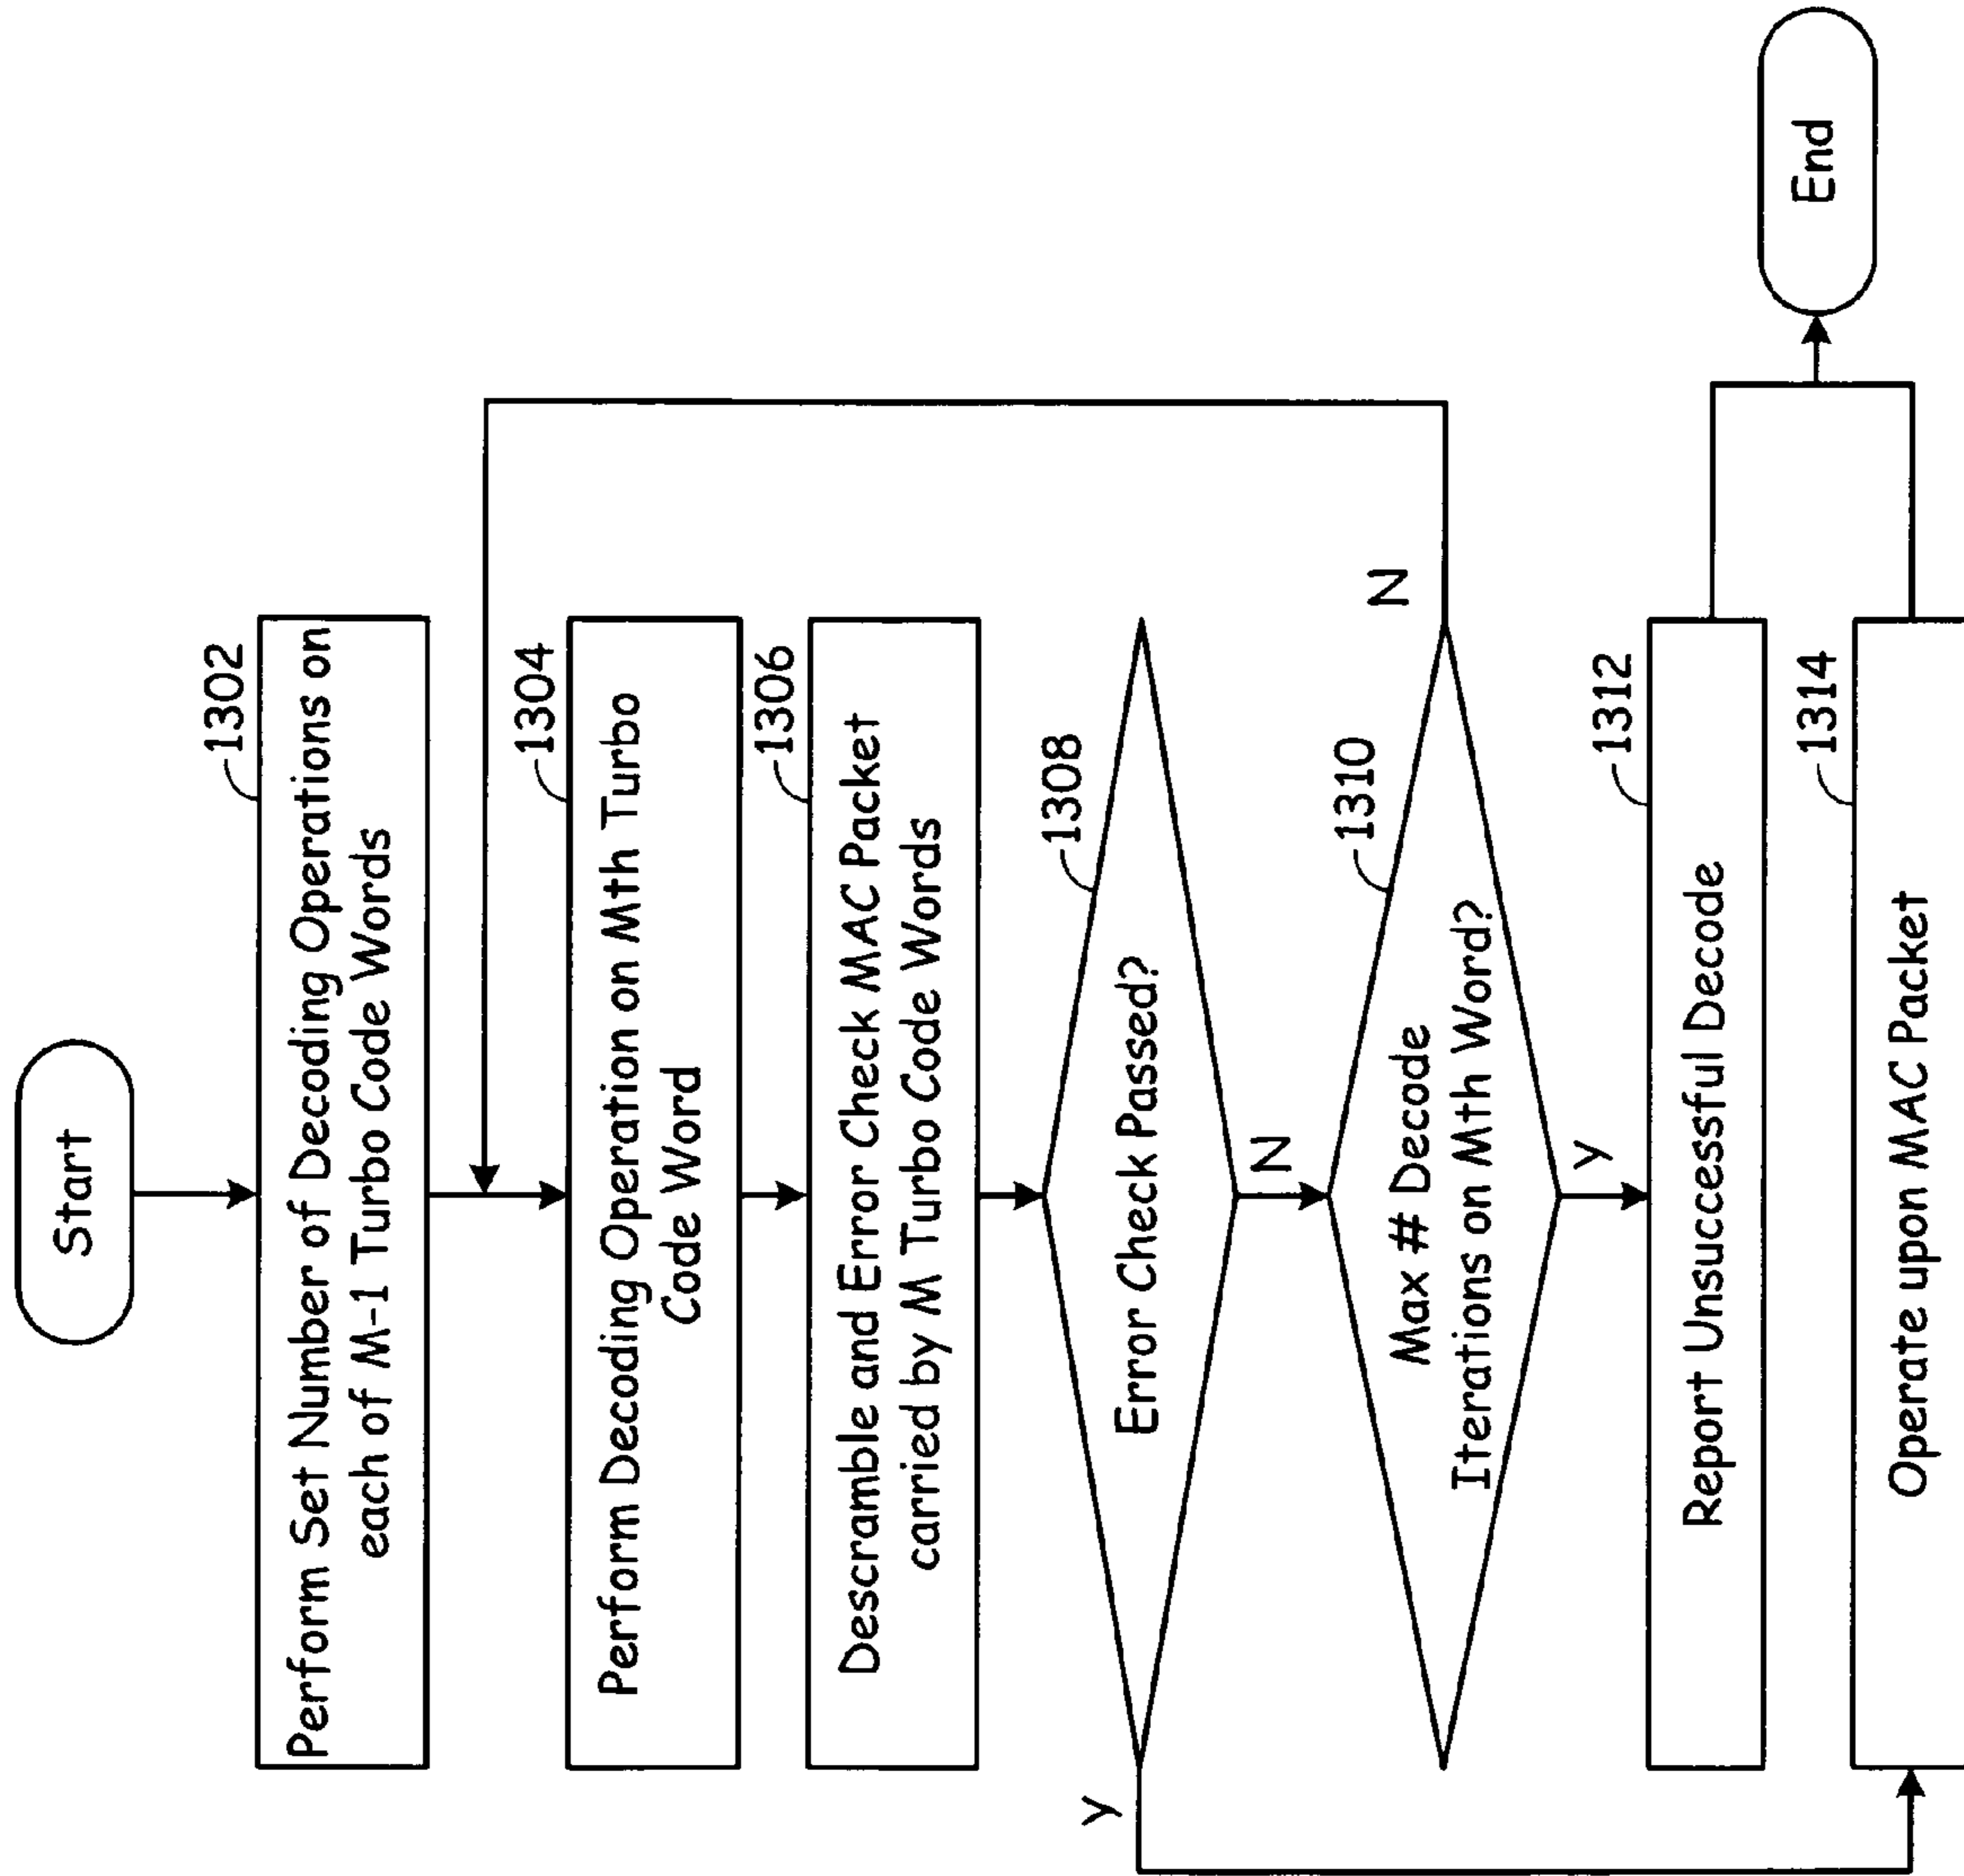 Start
1302
Perform Set Number of Decoding Operations on
each of M-1 Turbo Code Words
1304
Perform Decoding Operation on Mth Turbo
Code Word
1306
Descramble and Error Check MAC Packet
carried by M Turbo Code Words
1308
Error Check Passed?
Y
N
1310
Max # Decode
Iterations on Mth Word?
N
Y
1312
Report Unsuccessful Decode
1314
Operate upon MAC Packet
End